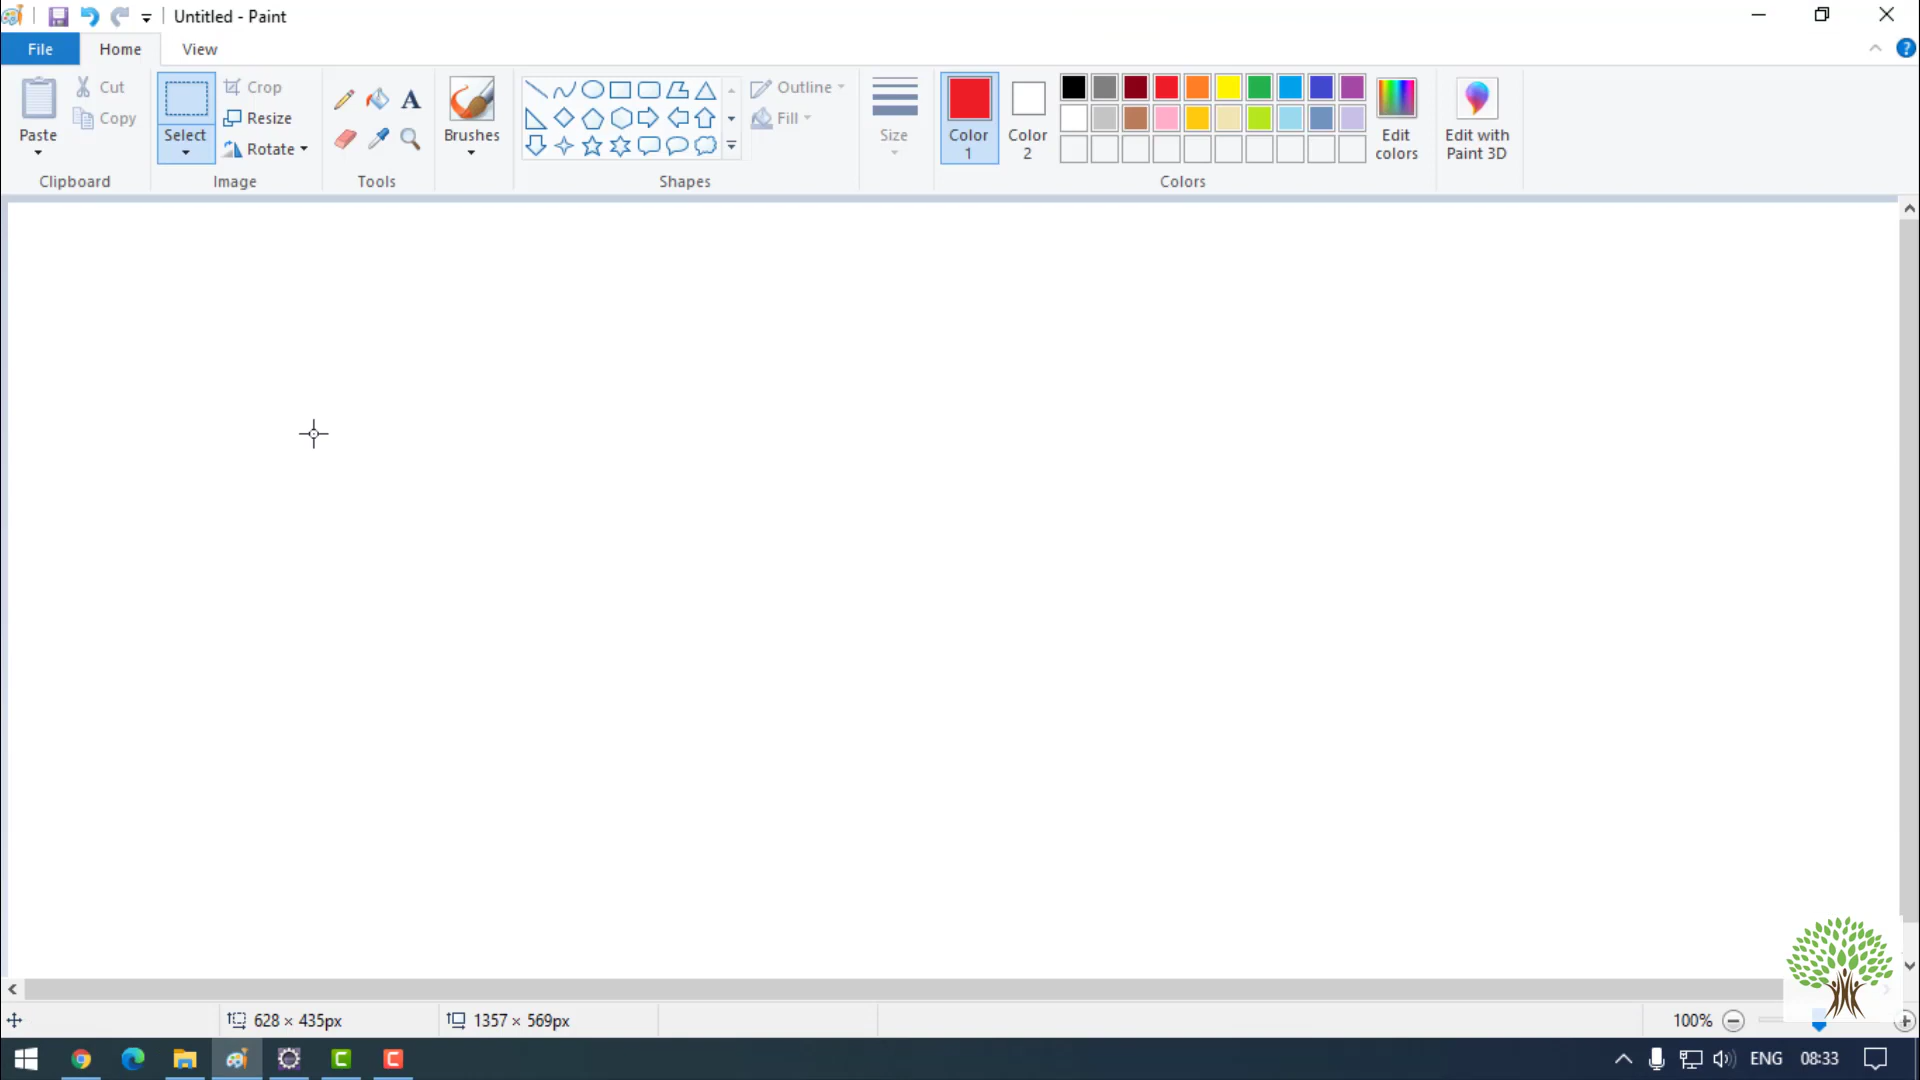 Untitled - Paint
File Home View
Paste Cut Copy
Select Crop Resize Rotate
A
Brushes
Outline Fill
Size
Color 1 Color 2
Edit colors
Edit with Paint 3D
Clipboard Image Tools Shapes Colors
628 × 435px 1357 × 569px 100%
ENG 08:33